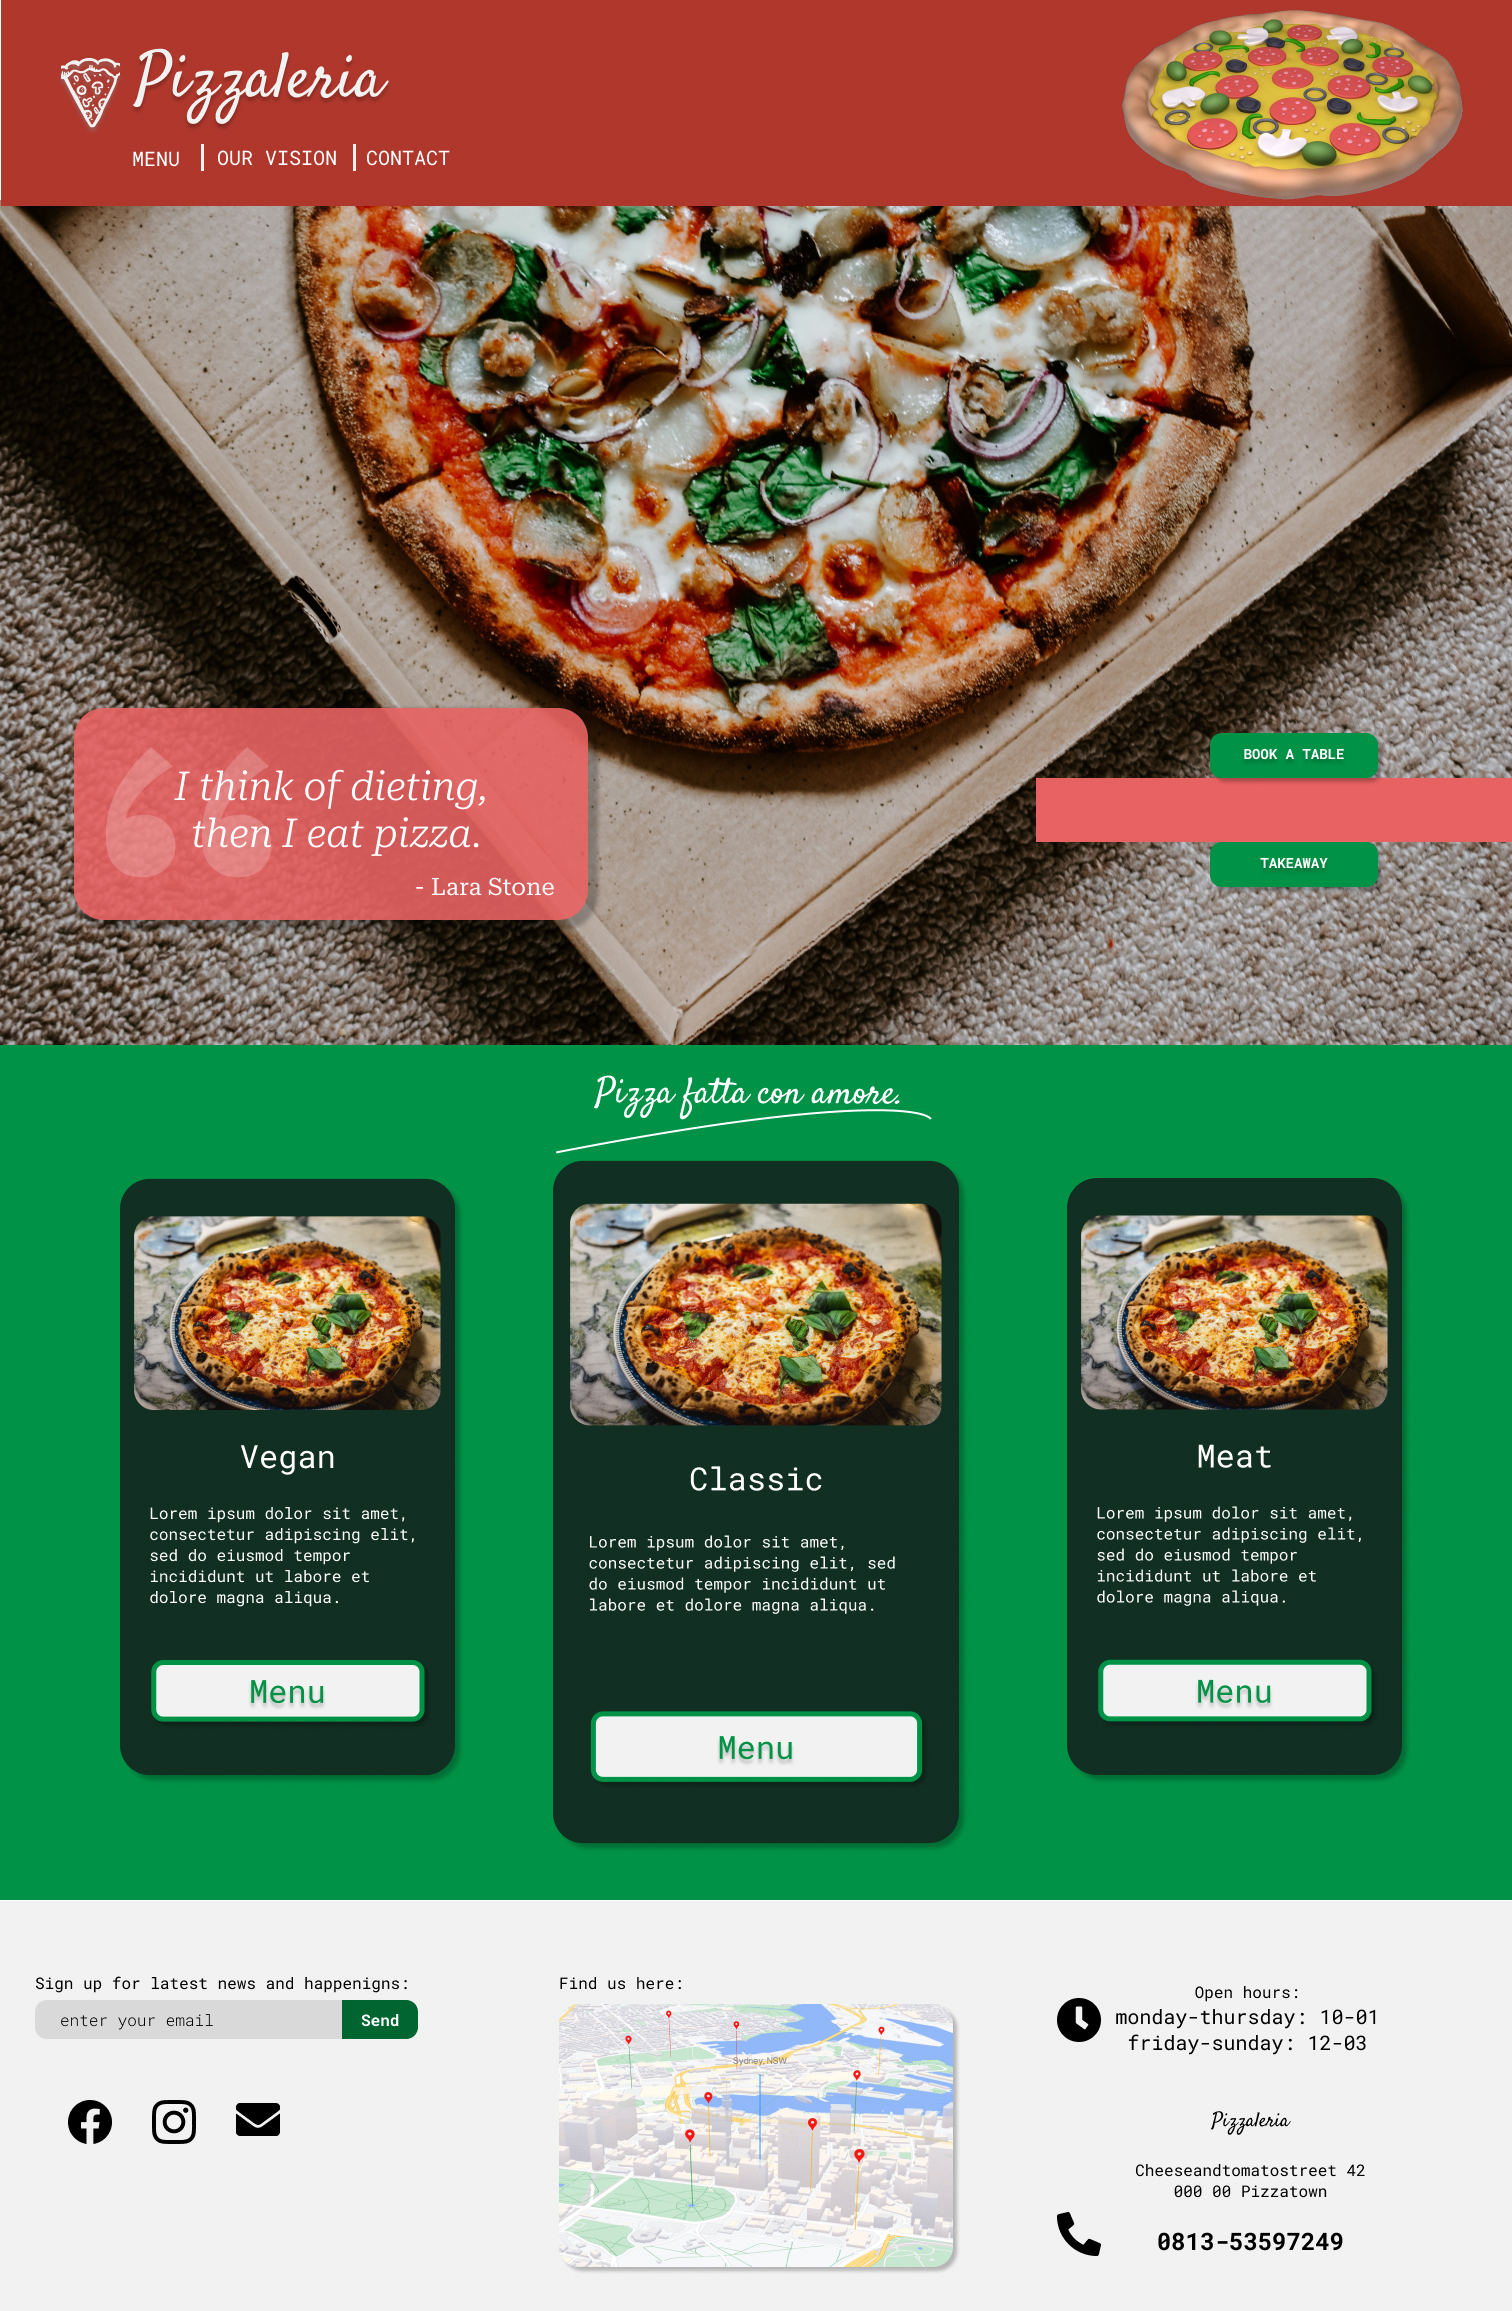 Pizzaleria
MENU
OUR VISION
CONTACT
I think of dieting,
then I eat pizza.
- Lara Stone
BOOK A TABLE
TAKEAWAY
Pizza fatta con amore.
Vegan
Lorem ipsum dolor sit amet,
consectetur adipiscing elit,
sed do eiusmod tempor
incididunt ut labore et
dolore magna aliqua.
Menu
Classic
Lorem ipsum dolor sit amet,
consectetur adipiscing elit, sed
do eiusmod tempor incididunt ut
labore et dolore magna aliqua.
Menu
Meat
Lorem ipsum dolor sit amet,
consectetur adipiscing elit,
sed do eiusmod tempor
incididunt ut labore et
dolore magna aliqua.
Menu
Sign up for latest news and happenigns:
enter your email
Send
Find us here:
Sydney, NSW
Open hours:
monday-thursday: 10-01
friday-sunday: 12-03
Pizzaleria
Cheeseandtomatostreet 42
000 00 Pizzatown
0813-53597249